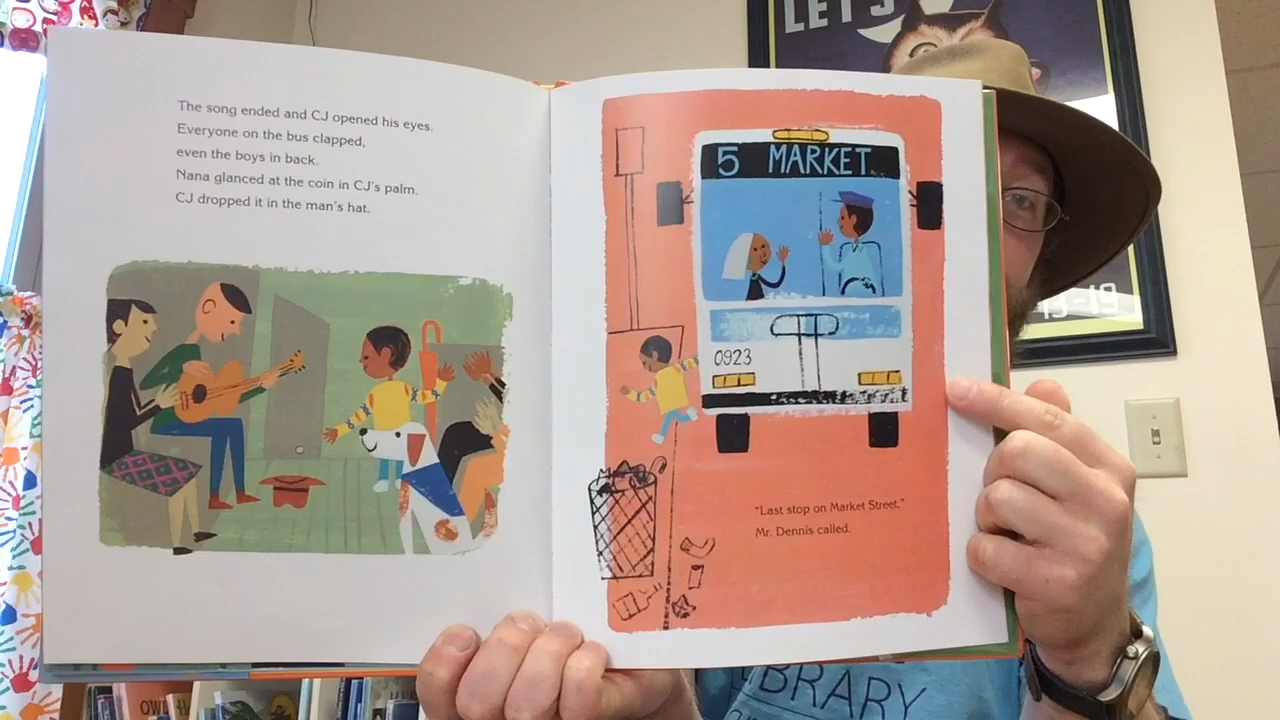 LET'S
The song ended and CJ opened his eyes.
Everyone on the bus clapped,
even the boys in back.
Nana glanced at the coin in CJ's palm.
CJ dropped it in the man's hat.
5 MARKET
0923
"Last stop on Market Street,"
Mr. Dennis called.
BRARY
OWL